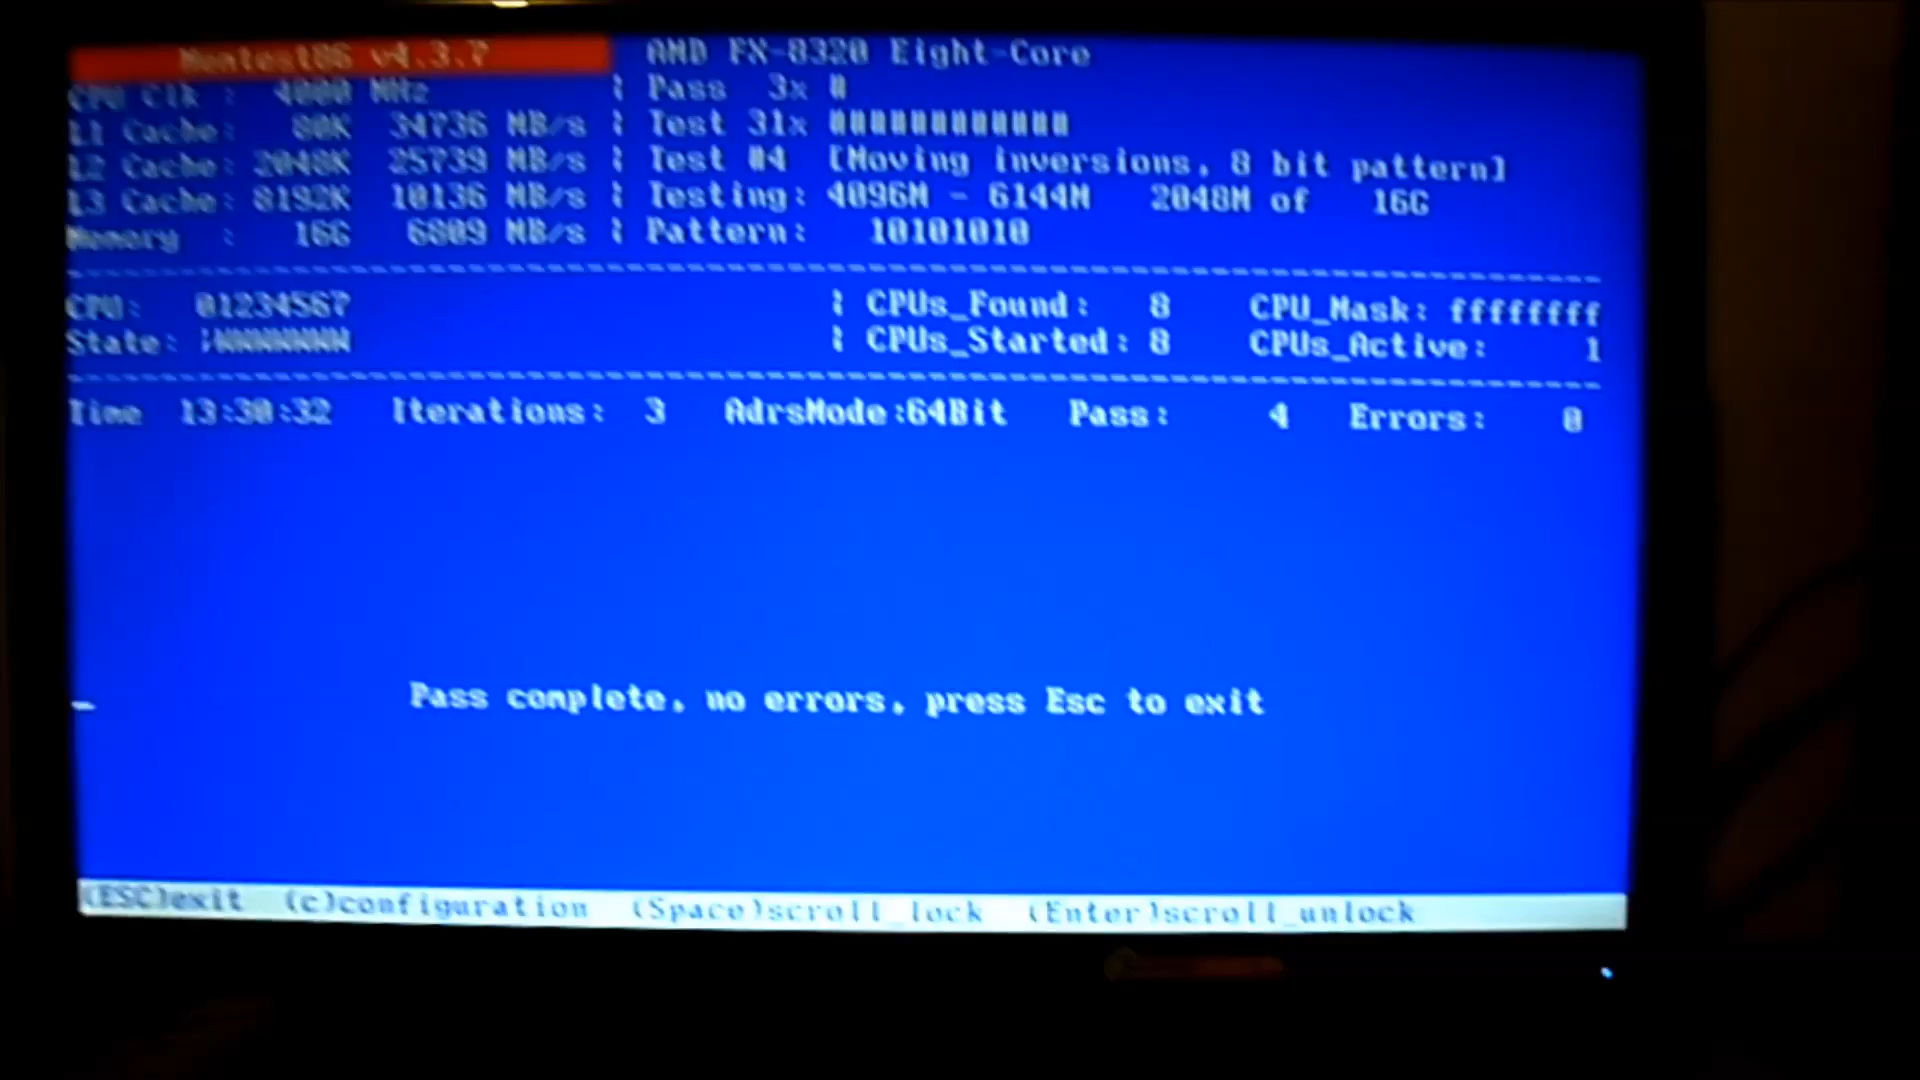 Memtest86 v4.3.7 AMD FX-8320 Eight-Core
CPU Clk : 4000 MHz | Pass 3% #
L1 Cache: 80K 34736 MB/s | Test 31% ############
L2 Cache: 2048K 25739 MB/s | Test #4 [Moving inversions, 8 bit pattern]
L3 Cache: 8192K 10136 MB/s | Testing: 4096M - 6144M 2048M of 16G
Memory : 16G 6809 MB/s | Pattern: 10101010
CPU: 01234567 | CPUs_Found: 8 CPU_Mask: ffffffff
State: WWWWWWW | CPUs_Started: 8 CPUs_Active: 1
Time 13:30:32 Iterations: 3 AdrsMode:64Bit Pass: 4 Errors: 0
Pass complete, no errors, press Esc to exit
(ESC)exit (c)configuration (Space)scroll_lock (Enter)scroll_unlock